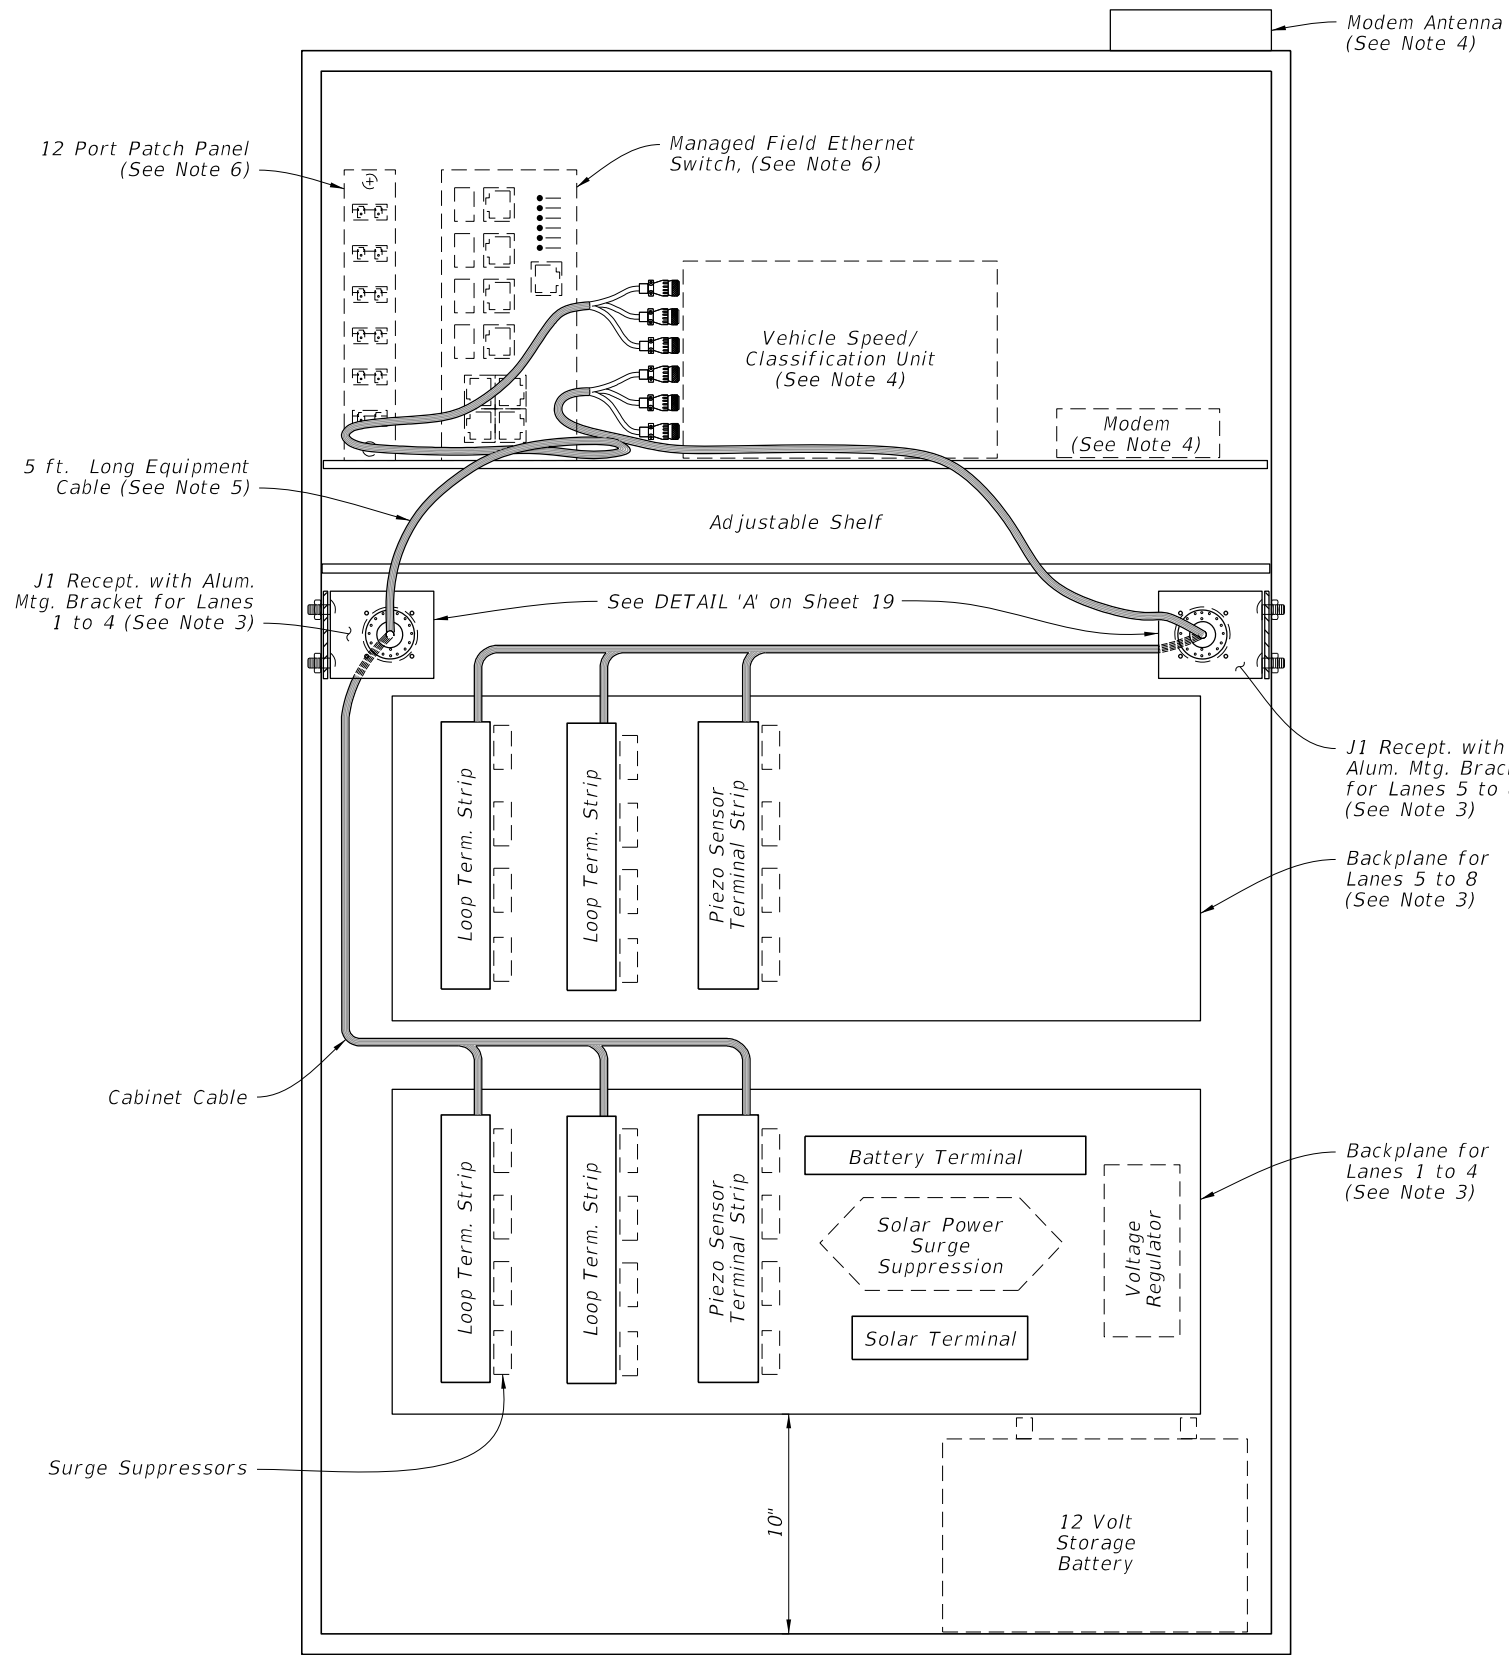 Modem Antenna
(See Note 4)
12 Port Patch Panel
(See Note 6)
Managed Field Ethernet
Switch, (See Note 6)
Vehicle Speed/
Classification Unit
(See Note 4)
Modem
(See Note 4)
5 ft. Long Equipment
Cable (See Note 5)
Adjustable Shelf
J1 Recept. with Alum.
Mtg. Bracket for Lanes
1 to 4 (See Note 3)
See DETAIL 'A' on Sheet 19
J1 Recept. with
Alum. Mtg.
for Lanes 5 to
(See Note 3)
Loop Term. Strip
Loop Term. Strip
Piezo Sensor
Terminal Strip
Backplane for
Lanes 5 to 8
(See Note 3)
Cabinet Cable
Loop Term. Strip
Loop Term. Strip
Piezo Sensor
Terminal Strip
Battery Terminal
Solar Power
Surge
Suppression
Solar Terminal
Voltage
Regulator
Backplane for
Lanes 1 to 4
(See Note 3)
Surge Suppressors
10"
12 Volt
Storage
Battery